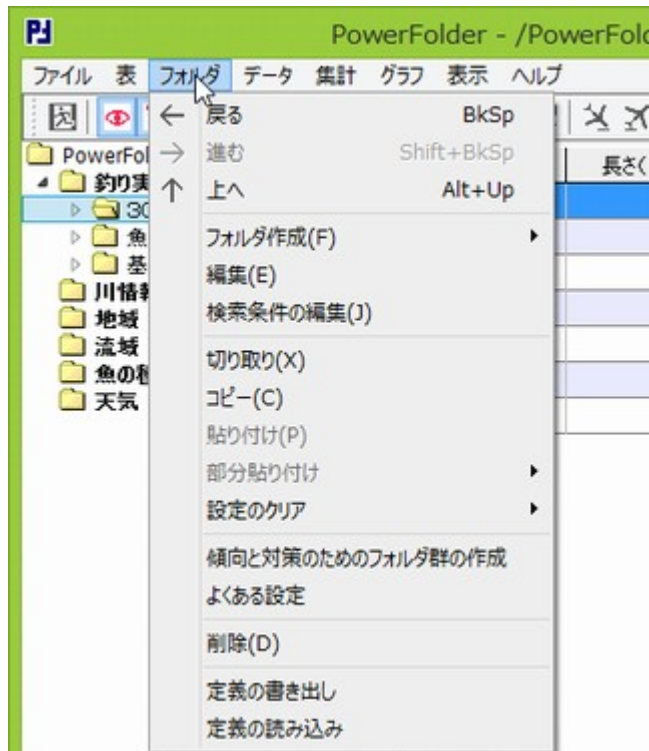 PowerFolder - /PowerFold
ファイル 表 フォルダ データ 集計 グラフ 表示 ヘルプ
戻る BkSp
進む Shift+BkSp
上へ Alt+Up
フォルダ作成(F)
編集(E)
検索条件の編集(J)
切り取り(X)
コピー(C)
貼り付け(P)
部分貼り付け
設定のクリア
傾向と対策のためのフォルダ群の作成
よくある設定
削除(D)
定義の書き出し
定義の読み込み
PowerFol
釣り実
30
魚
基
川情報
地域
流域
魚の種
天気
長さ(